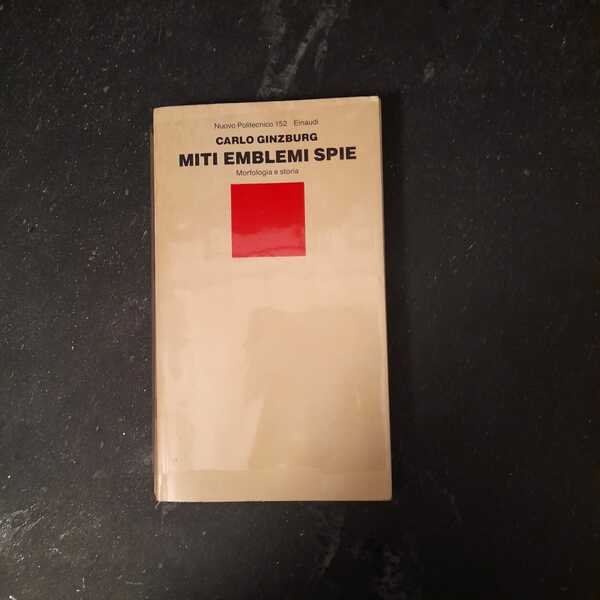 Nuovo Politecnico 152 Einaudi
CARLO GINZBURG
MITI EMBLEMI SPIE
Morfologia e storia